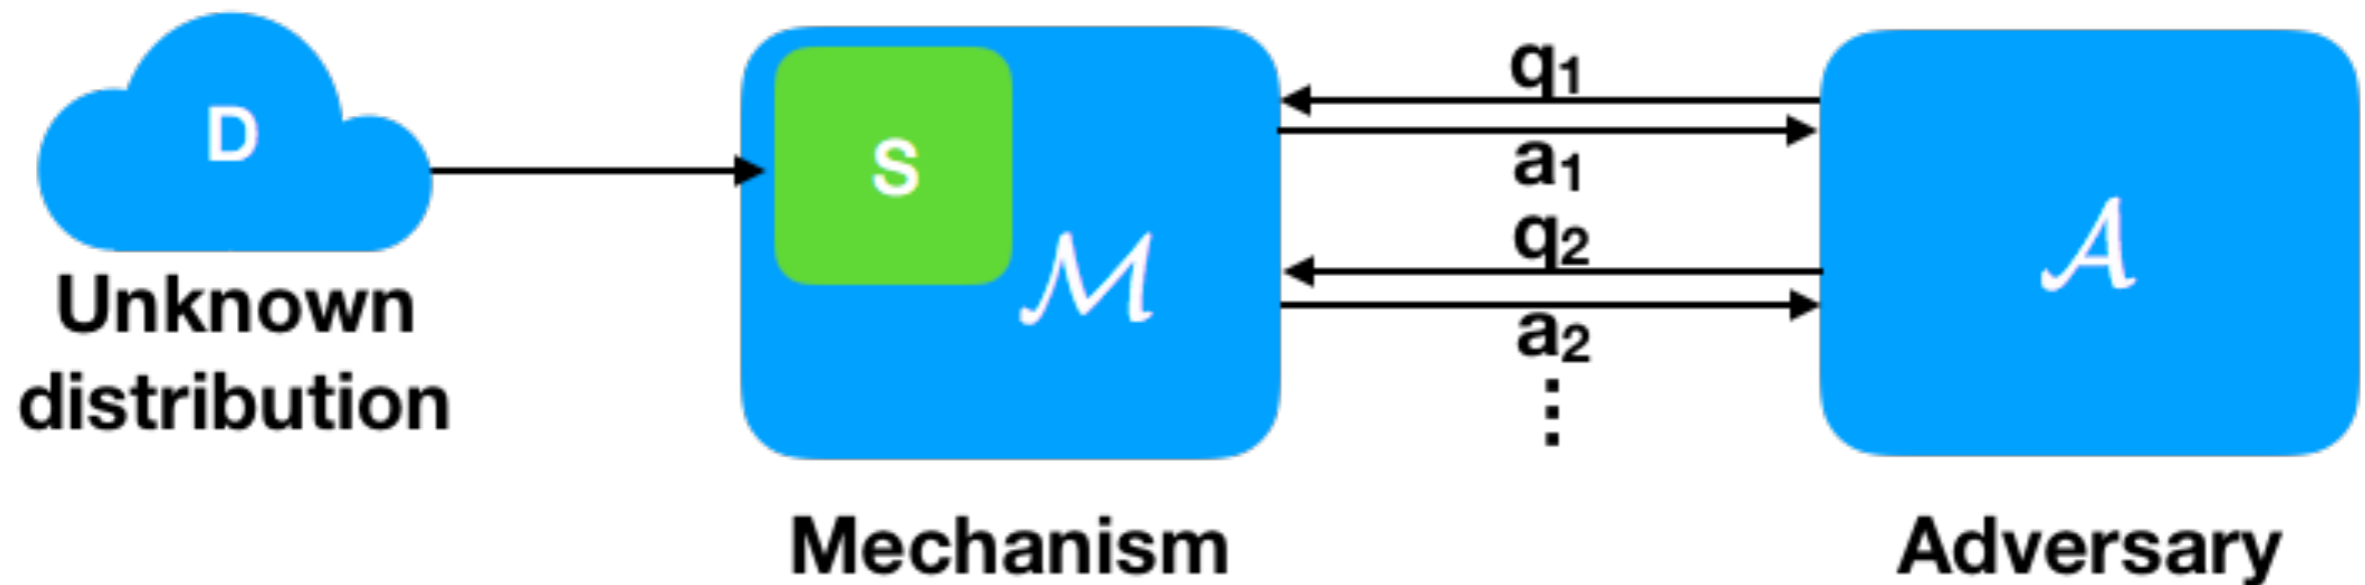 D
Unknown
distribution
S
ℳ
Mechanism
q₁
a₁
q₂
a₂
⋮
𝒜
Adversary